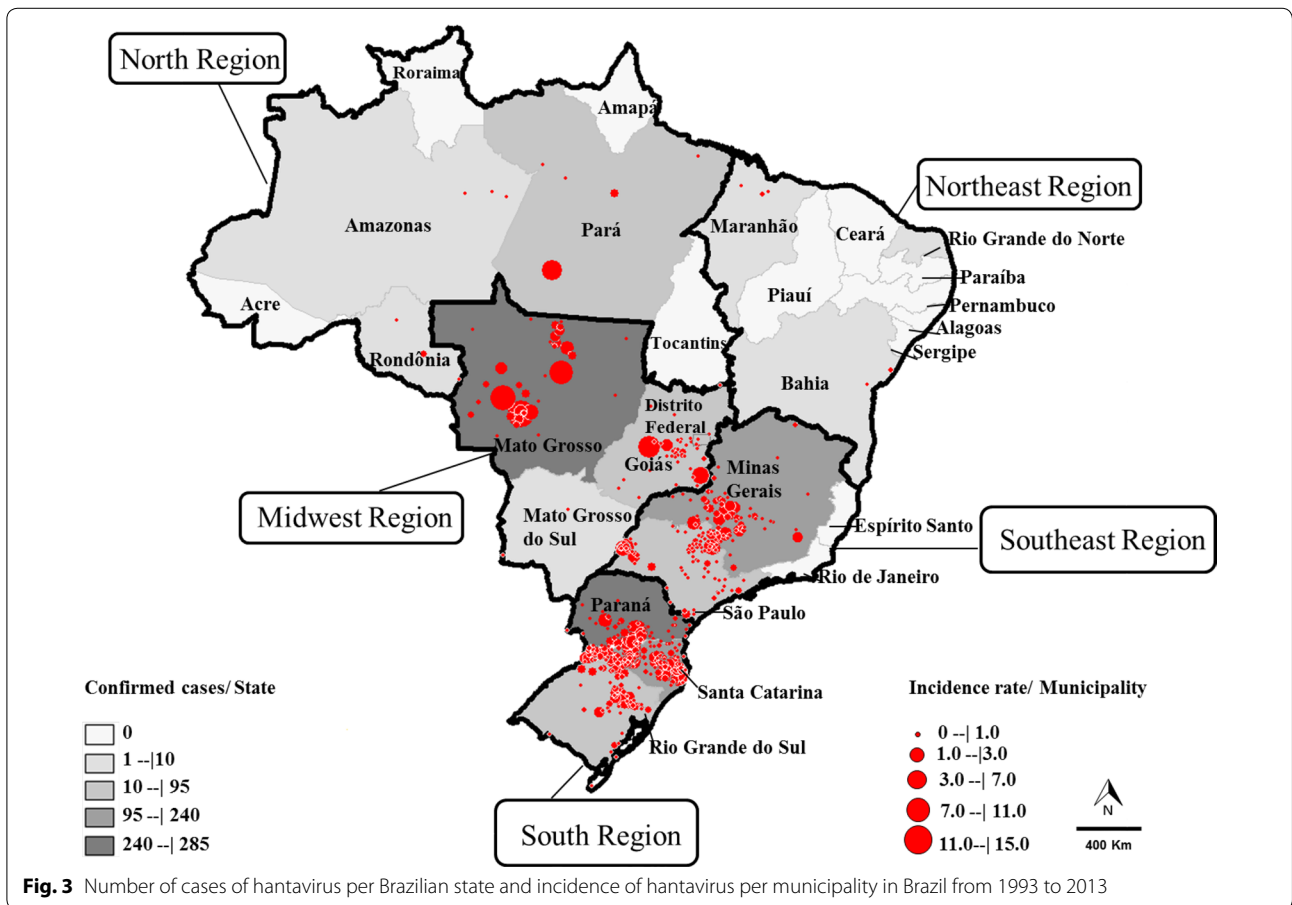 North Region
Roraima
Amapá
Northeast Region
Amazonas
Pará
Maranhão
Ceará
Rio Grande do Norte
Paraíba
Acre
Piauí
Pernambuco
Alagoas
Rondônia
Tocantins
Sergipe
Bahia
Distrito
Federal
Mato Grosso
Goiás
Minas
Gerais
Midwest Region
Mato Grosso
do Sul
Espírito Santo
Southeast Region
Rio de Janeiro
Paraná
São Paulo
Santa Catarina
Rio Grande do Sul
South Region
Confirmed cases/ State
0
1 --|10
10 --| 95
95 --| 240
240 --| 285
Incidence rate/ Municipality
0 --| 1.0
1.0 --|3.0
3.0 --| 7.0
7.0 --| 11.0
11.0--| 15.0
N
400 Km
Fig. 3 Number of cases of hantavirus per Brazilian state and incidence of hantavirus per municipality in Brazil from 1993 to 2013